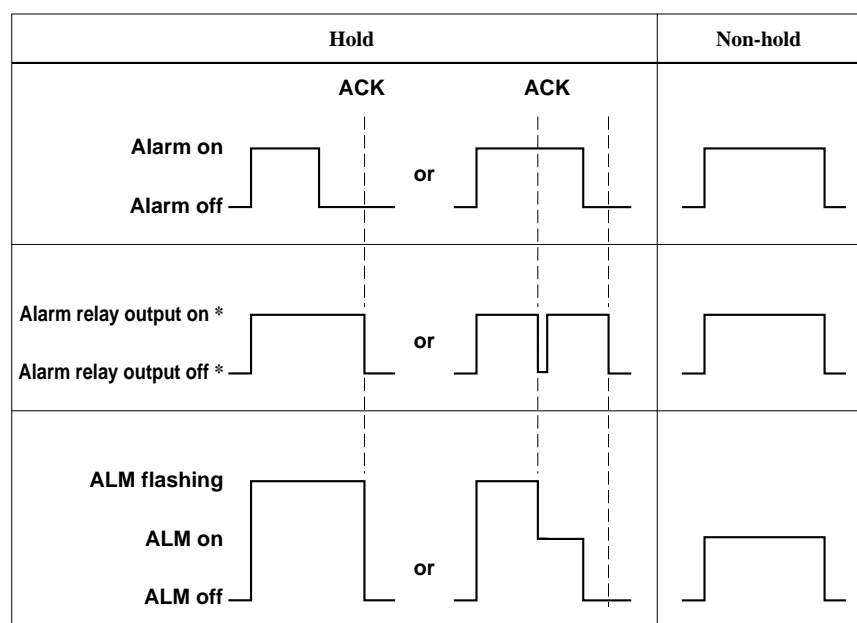 Hold
Non-hold
ACK
ACK
Alarm on
or
Alarm off
Alarm relay output on *
or
Alarm relay output off *
ALM flashing
ALM on
or
ALM off